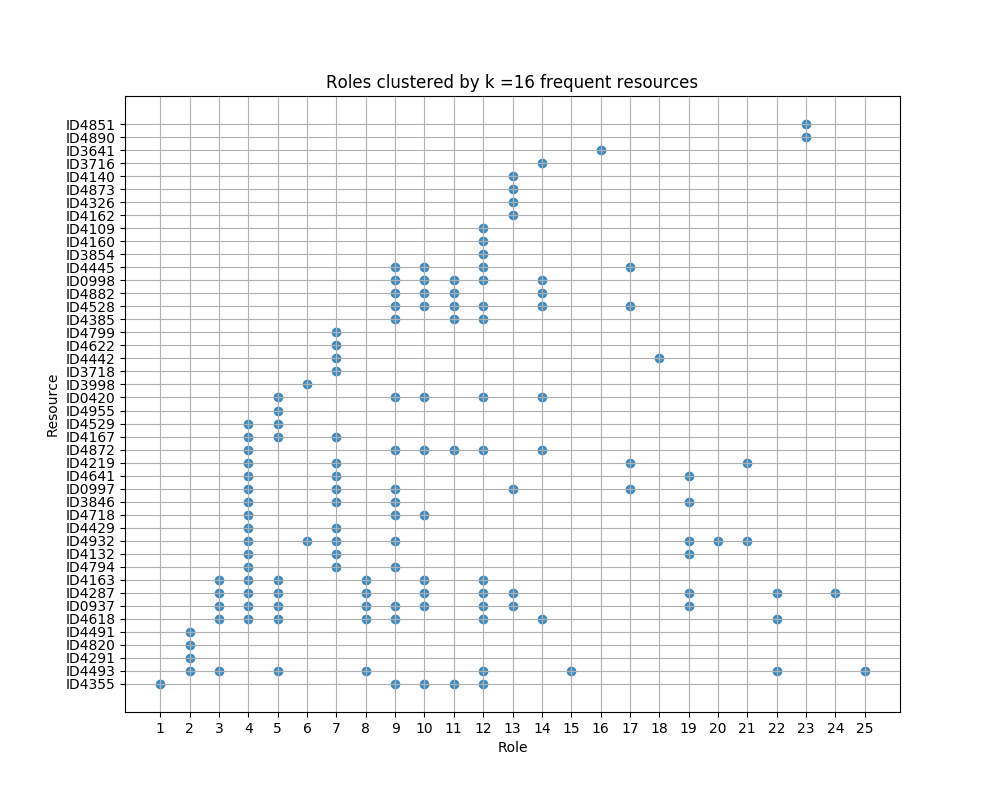 Roles clustered by k =16 frequent resources
ID4851
ID4890
ID3641
ID3716
ID4140
ID4873
ID4326
ID4162
ID4109
ID4160
ID3854
ID4445
ID0998
ID4882
ID4528
ID4385
ID4799
ID4622
ID4442
ID3718
ID3998
ID0420
ID4955
ID4529
ID4167
ID4872
ID4219
ID4641
ID0997
ID3846
ID4718
ID4429
ID4932
ID4132
ID4794
ID4163
ID4287
ID0937
ID4618
ID4491
ID4820
ID4291
ID4493
ID4355
Resource
1 2 3 4 5 6 7 8 9 10 11 12 13 14 15 16 17 18 19 20 21 22 23 24 25
Role